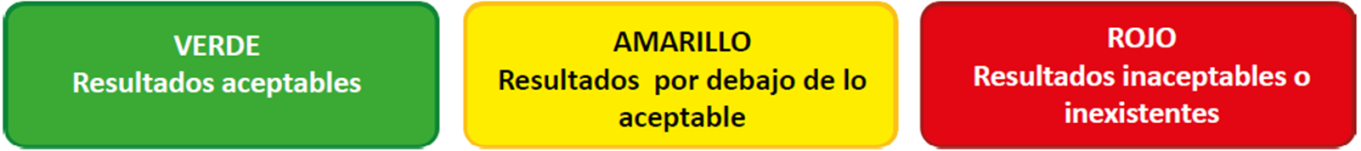 VERDE
Resultados aceptables
AMARILLO
Resultados por debajo de lo
aceptable
ROJO
Resultados inaceptables o
inexistentes